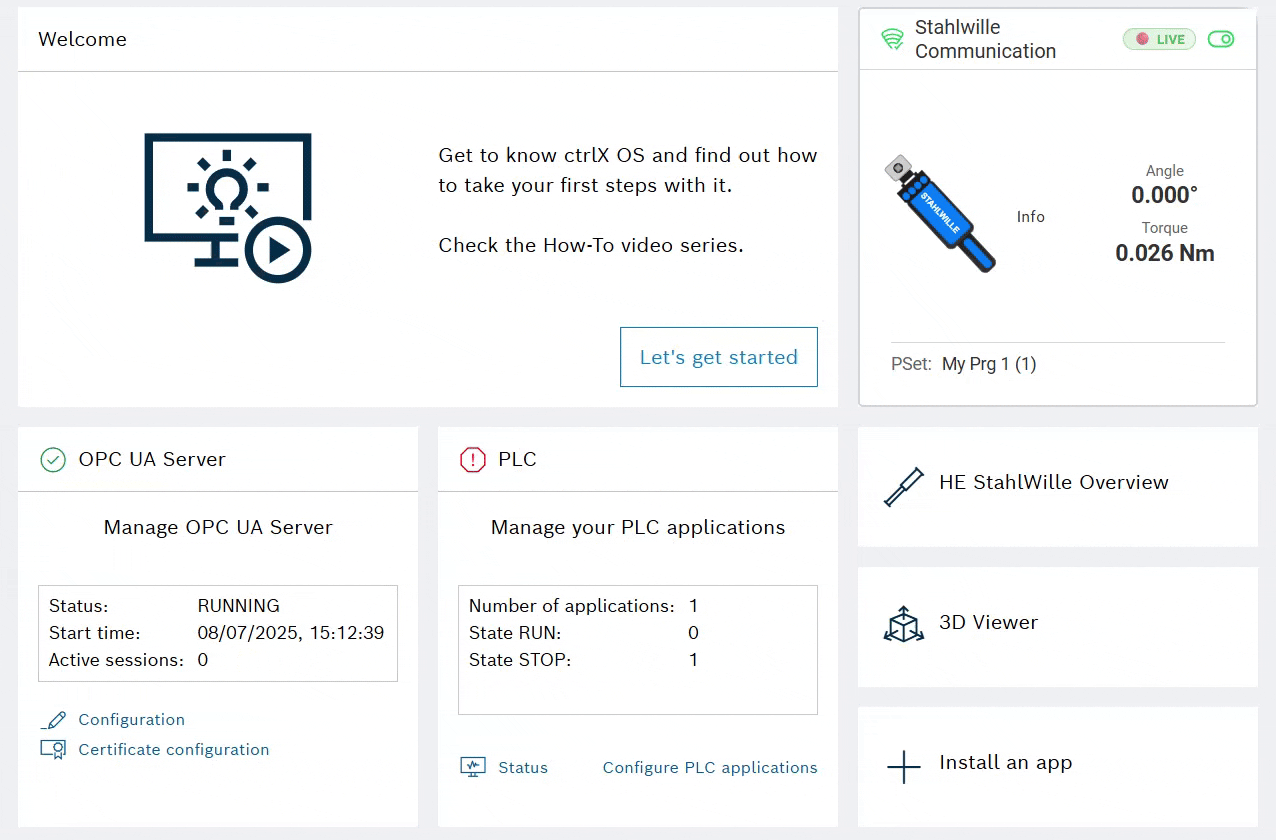 Welcome
Get to know ctrlX OS and find out how
to take your first steps with it.
Check the How-To video series.
Let's get started
Stahlwille
Communication
LIVE
STAHLWILLE
Info
Angle
0.000°
Torque
0.026 Nm
PSet: My Prg 1 (1)
OPC UA Server
Manage OPC UA Server
Status: RUNNING
Start time: 08/07/2025, 15:12:39
Active sessions: 0
Configuration
Certificate configuration
PLC
Manage your PLC applications
Number of applications: 1
State RUN: 0
State STOP: 1
Status
Configure PLC applications
HE StahlWille Overview
3D Viewer
Install an app